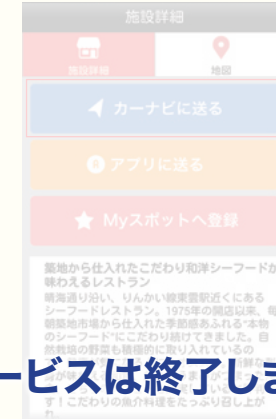 施設詳細
施設詳細
地図
カーナビに送る
アプリに送る
Myスポットへ登録
築地から仕入れたこだわり和洋シーフードが
味わえるレストラン
晴海通り沿い、りんかい線東雲駅近くにある
シーフードレストラン。1975年の開店以来、毎
朝築地市場から仕入れた季節感あふれる“本物
のシーフード”にこだわり続けてきました。自
然栽培の野菜も積極的に取り入れているの
ービスは終了しま
す!こだわりの魚介料理をたっぷり召し上が